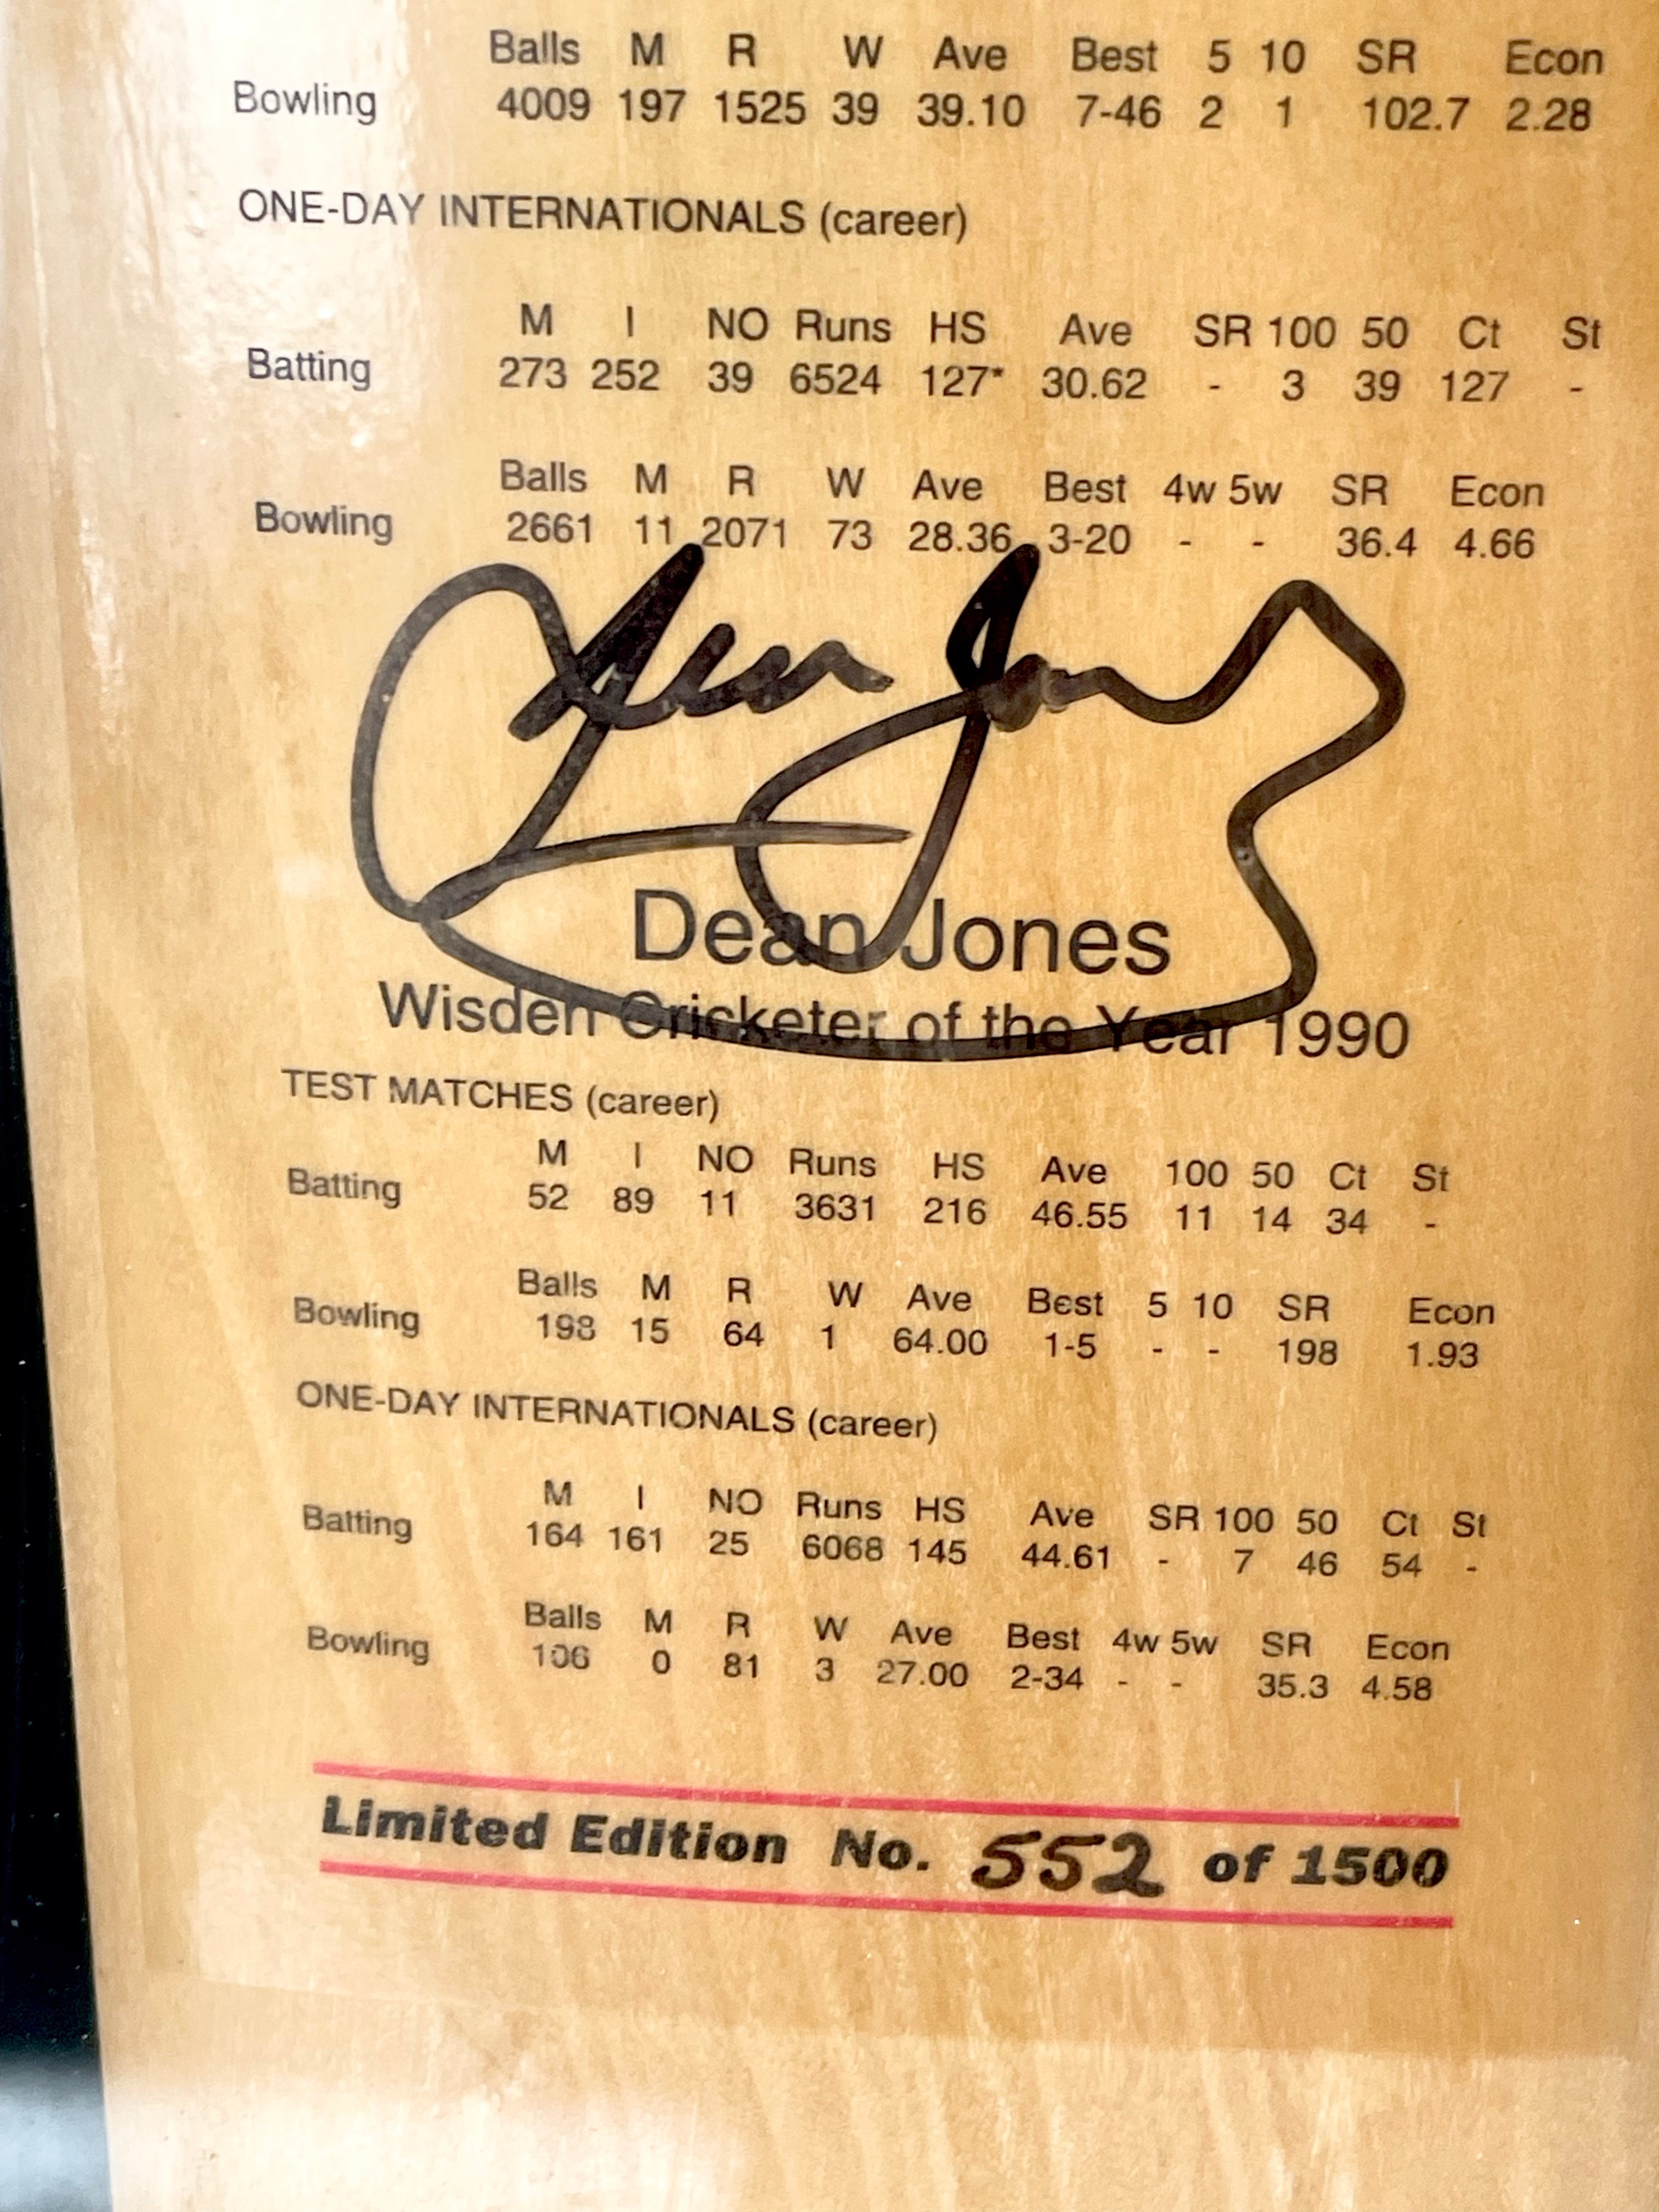 Balls M R W Ave Best 5 10 SR Econ
Bowling 4009 197 1525 39 39.10 7-46 2 1 102.7 2.28
ONE-DAY INTERNATIONALS (career)
M I NO Runs HS Ave SR 100 50 Ct St
Batting 273 252 39 6524 127* 30.62 - 3 39 127 -
Balls M R W Ave Best 4w 5w SR Econ
Bowling 2661 11 2071 73 28.36 3-20 - - 36.4 4.66
Dean Jones
Dean Jones
Wisden Cricketer of the Year 1990
TEST MATCHES (career)
M I NO Runs HS Ave 100 50 Ct St
Batting 52 89 11 3631 216 46.55 11 14 34 -
Balls M R W Ave Best 5 10 SR Econ
Bowling 198 15 64 1 64.00 1-5 - - 198 1.93
ONE-DAY INTERNATIONALS (career)
M I NO Runs HS Ave SR 100 50 Ct St
Batting 164 161 25 6068 145 44.61 - 7 46 54 -
Balls M R W Ave Best 4w 5w SR Econ
Bowling 106 0 81 3 27.00 2-34 - - 35.3 4.58
Limited Edition No. 552 of 1500